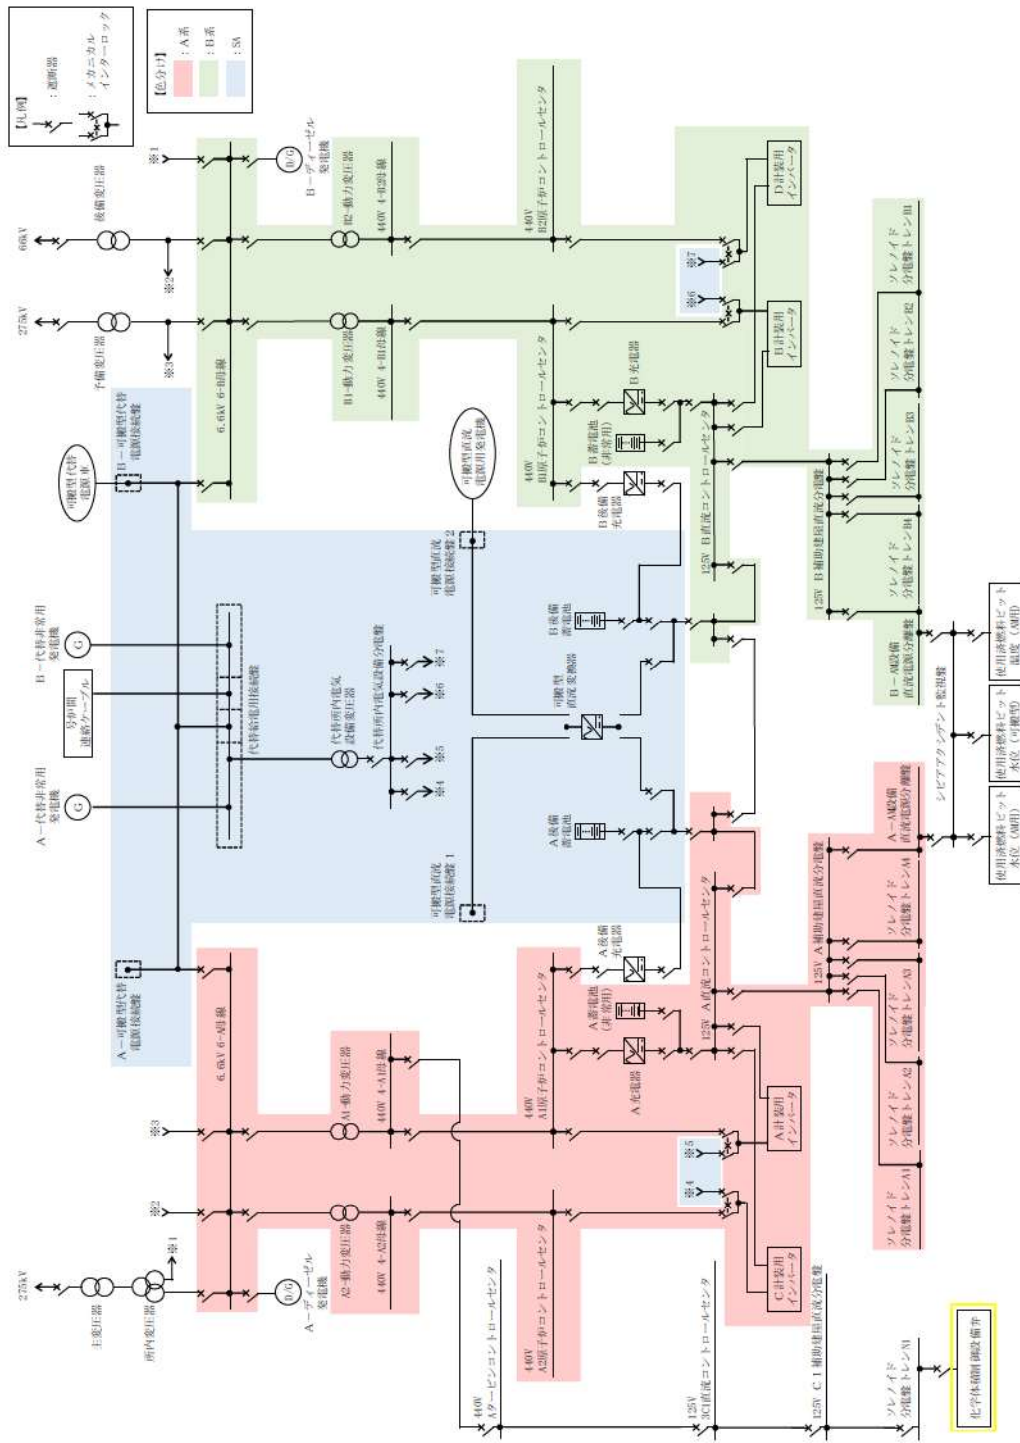 【凡例】
：遮断器
：メカニカル
インターロック
【色分け】
：A系
：B系
：SA
275kV
主変圧器
所内変圧器
※1
※2
※3
275kV
予備変圧器
※3
66kV
後備変圧器
※2
※1
A－代替非常用
発電機
G
号炉間
連絡ケーブル
B－代替非常用
発電機
G
可搬型代替
電源車
A－可搬型代替
電源接続盤
B－可搬型代替
電源接続盤
代替給電用接続盤
6.6kV 6-A母線
6.6kV 6-B母線
D/G
A－ディーゼル
発電機
D/G
B－ディーゼル
発電機
代替所内電気
設備変圧器
代替所内電気設備分電盤
※4
※5
※6
※7
A2-動力変圧器
A1-動力変圧器
B1-動力変圧器
B2-動力変圧器
440V 4-A2母線
440V 4-A1母線
440V 4-B1母線
440V 4-B2母線
可搬型直流
電源接続盤 1
可搬型直流
電源接続盤 2
可搬型直流
電源用発電機
440V
Aタービンコントロールセンタ
440V
A2原子炉コントロールセンタ
440V
A1原子炉コントロールセンタ
440V
B1原子炉コントロールセンタ
440V
B2原子炉コントロールセンタ
A充電器
A蓄電池
(非常用)
A後備
充電器
A後備
蓄電池
可搬型
直流変換器
B後備
蓄電池
B後備
充電器
B蓄電池
(非常用)
B充電器
※4
※5
※6
※7
125V
3C1直流コントロールセンタ
125V A直流コントロールセンタ
125V B直流コントロールセンタ
C計装用
インバータ
A計装用
インバータ
B計装用
インバータ
D計装用
インバータ
125V C1補助建屋直流分電盤
125V A補助建屋直流分電盤
125V B補助建屋直流分電盤
ソレノイド
分電盤トレンN1
ソレノイド
分電盤トレンA1
ソレノイド
分電盤トレンA2
ソレノイド
分電盤トレンA3
ソレノイド
分電盤トレンA4
A－AM設備
直流電源分離盤
B－AM設備
直流電源分離盤
ソレノイド
分電盤トレンB4
ソレノイド
分電盤トレンB3
ソレノイド
分電盤トレンB2
ソレノイド
分電盤トレンB1
シビアアクシデント監視盤
化学体積制御設備弁
使用済燃料ピット
水位（AM用）
使用済燃料ピット
水位（可搬型）
使用済燃料ピット
温度（AM用）